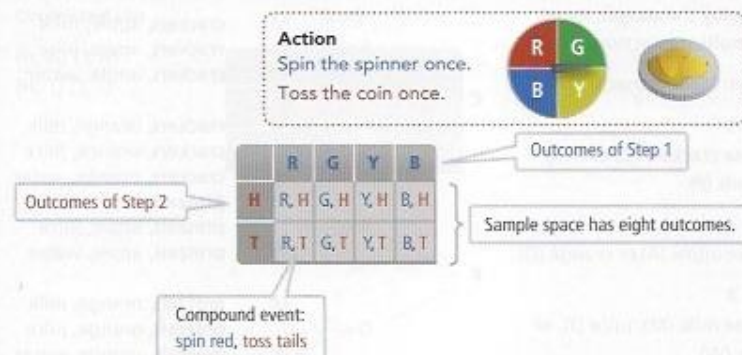 Action
Spin the spinner once.
Toss the coin once.
R G
B Y
Outcomes of Step 1
R G Y B
Outcomes of Step 2
H R, H G, H Y, H B, H
Sample space has eight outcomes.
T R, T G, T Y, T B, T
Compound event:
spin red, toss tails